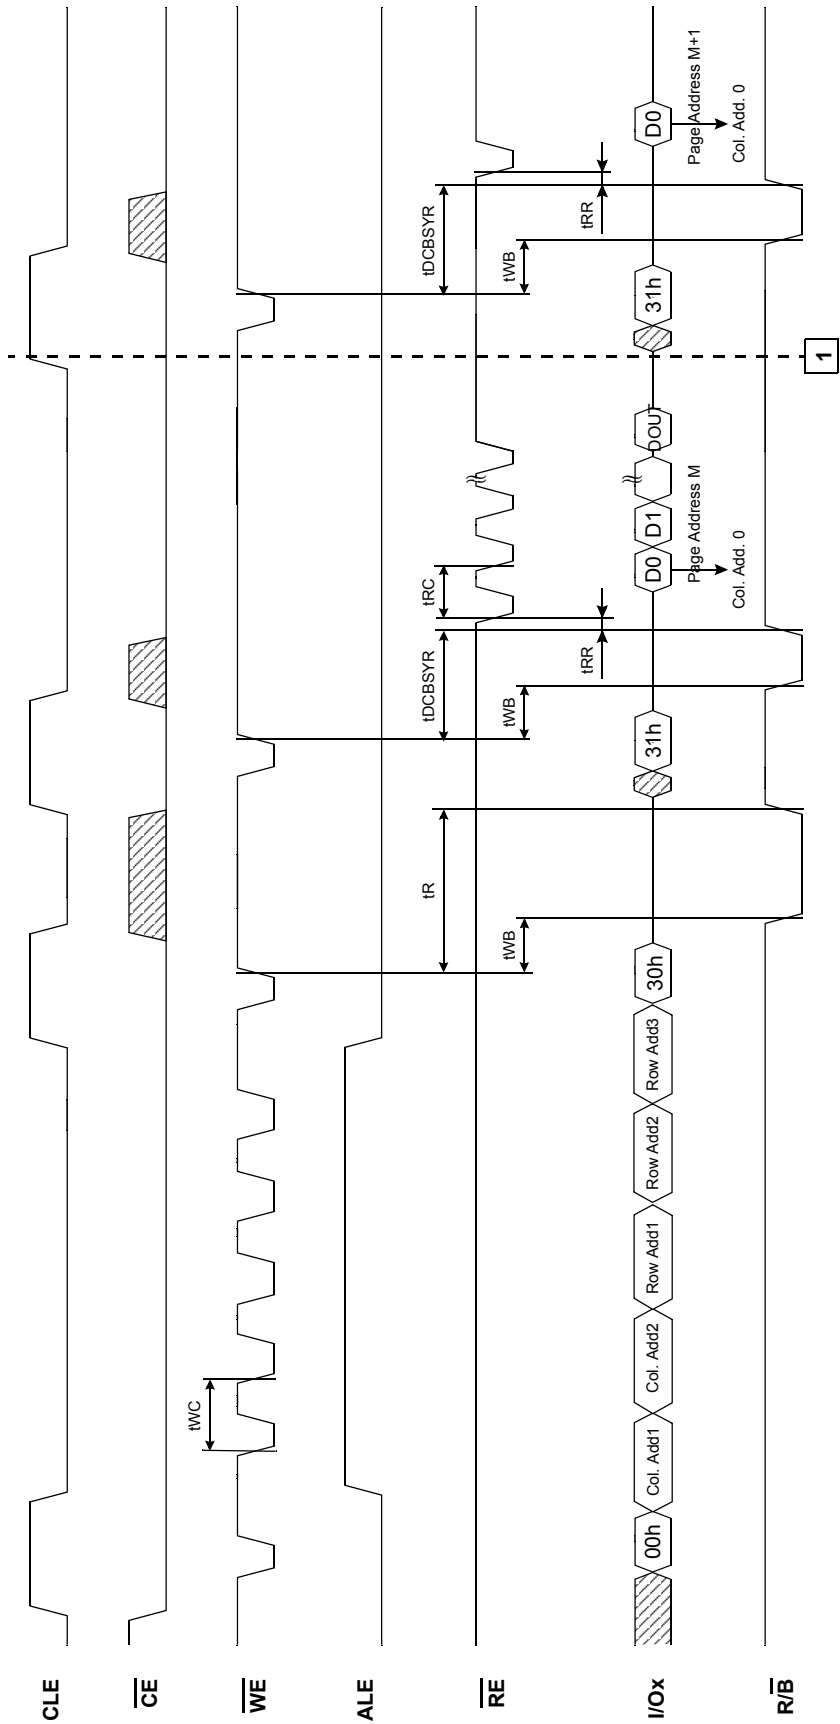 CLE
CE
WE
tWC
ALE
RE
tR
tWB
tDCBSYR
tWB
tRR
tRC
tDCBSYR
tWB
tRR
I/Ox
00h
Col. Add1
Col. Add2
Row Add1
Row Add2
Row Add3
30h
31h
D0
D1
DOUT
31h
D0
Page Address M
Col. Add. 0
Page Address M+1
Col. Add. 0
R/B
1